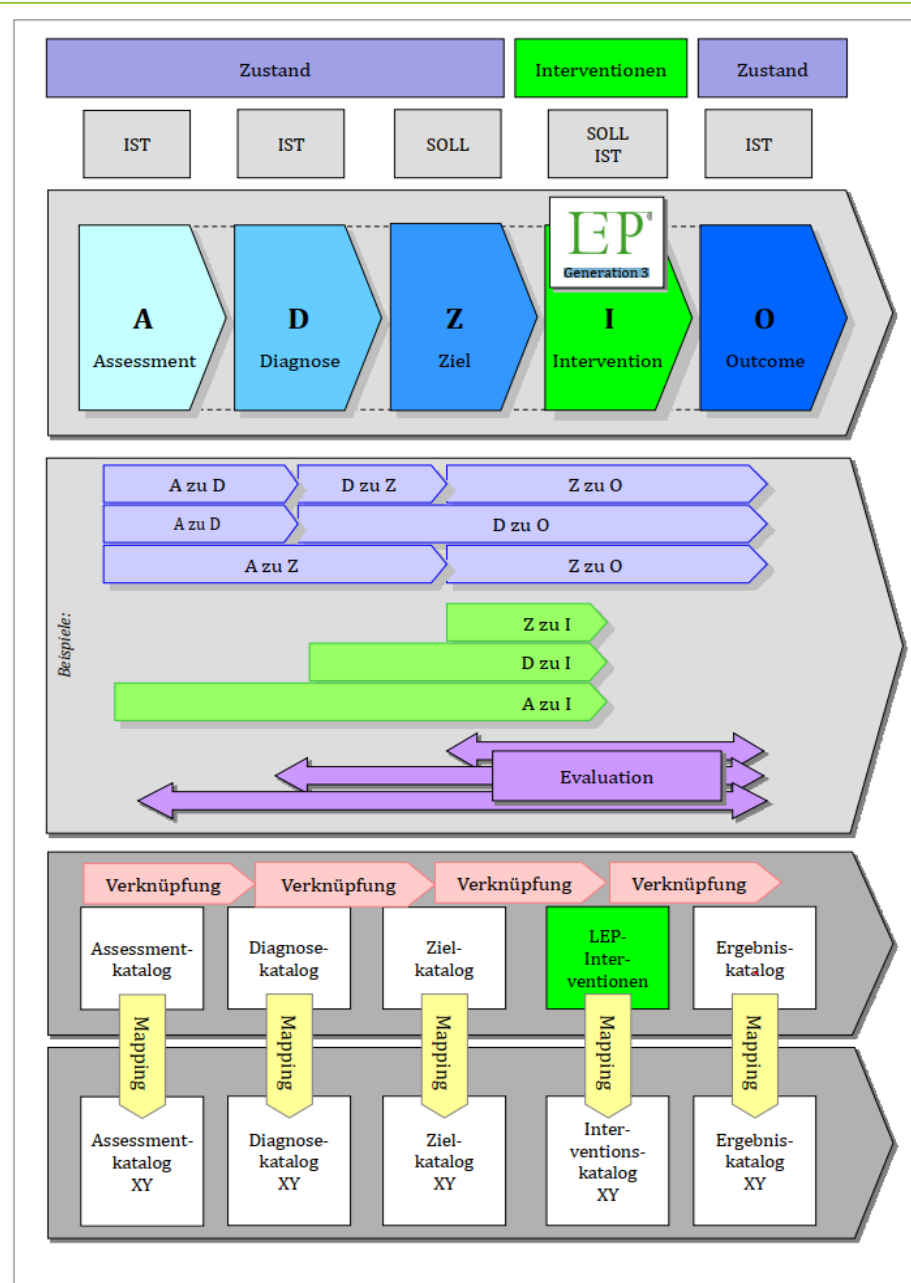 Zustand
Interventionen
Zustand
IST
IST
SOLL
SOLL
IST
IST
LEP®
Generation 3
A
Assessment
D
Diagnose
Z
Ziel
I
Intervention
O
Outcome
Beispiele:
A zu D
D zu Z
Z zu O
A zu D
D zu O
A zu Z
Z zu O
Z zu I
D zu I
A zu I
Evaluation
Verknüpfung
Verknüpfung
Verknüpfung
Verknüpfung
Assessment-
katalog
Diagnose-
katalog
Ziel-
katalog
LEP-
Inter-
ventionen
Ergebnis-
katalog
Mapping
Mapping
Mapping
Mapping
Mapping
Assessment-
katalog
XY
Diagnose-
katalog
XY
Ziel-
katalog
XY
Inter-
ventions-
katalog
XY
Ergebnis-
katalog
XY